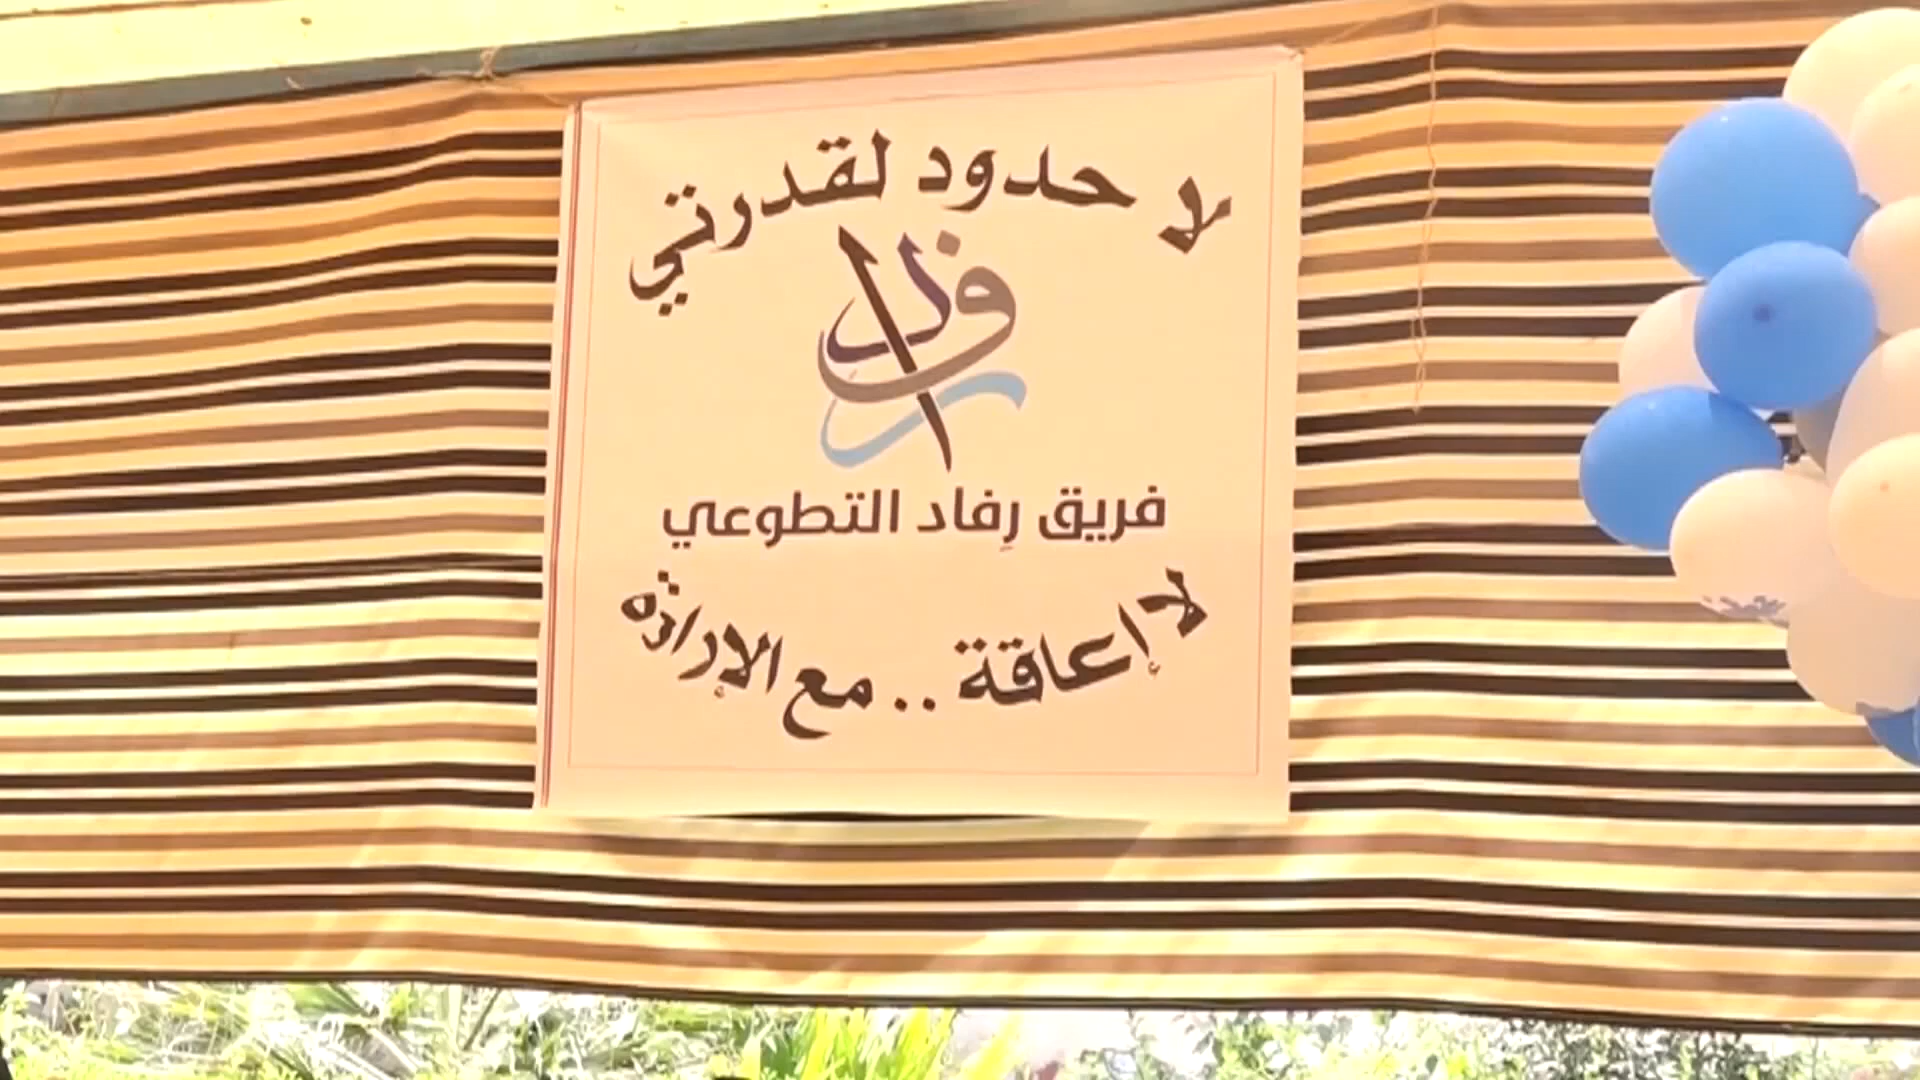 لا حدود لقدرتي
فريق رِفاد التطوعي
لا إعاقة .. مع الإرادة